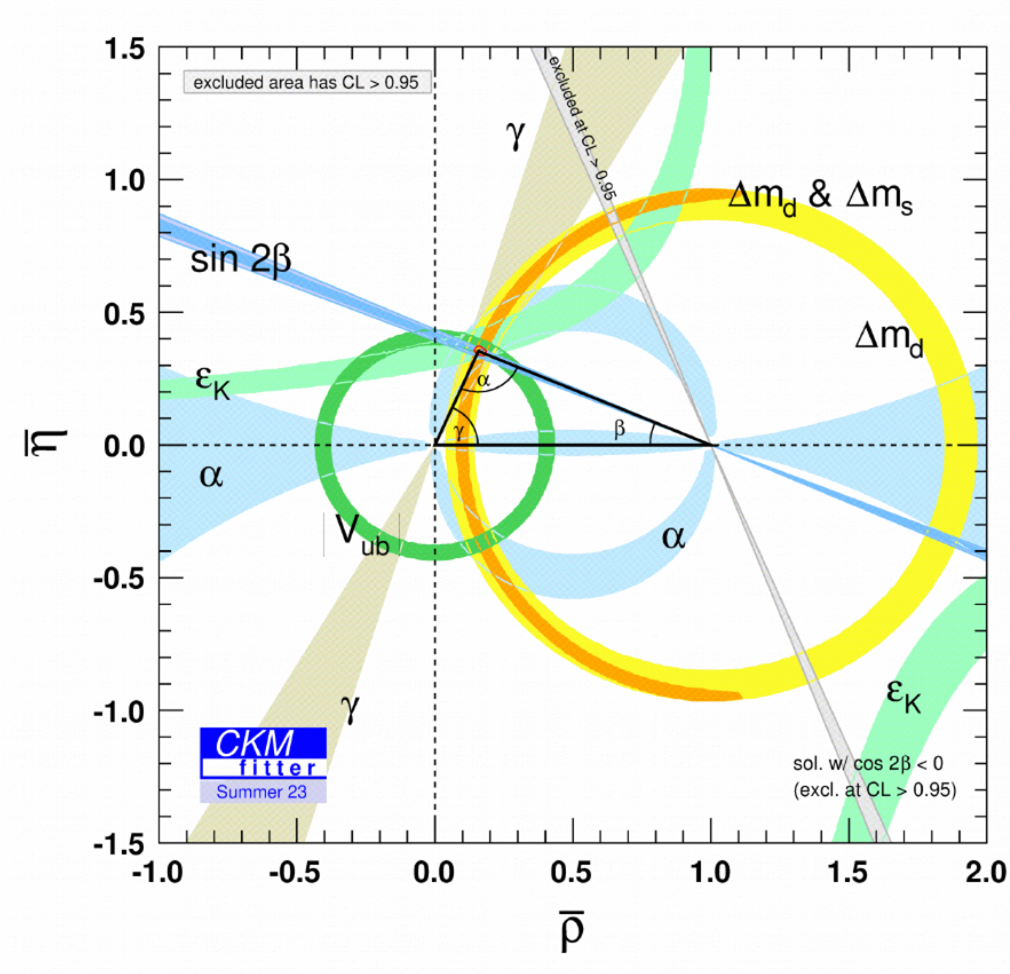 1.5
excluded area has CL > 0.95
excluded at CL > 0.95
γ
1.0
Δm_d & Δm_s
sin 2β
0.5
Δm_d
ε_K
α
α
γ
β
0.0
η̅
α
V_ub
α
-0.5
ε_K
γ
-1.0
CKM
fitter
Summer 23
sol. w/ cos 2β < 0
(excl. at CL > 0.95)
-1.5
-1.0 -0.5 0.0 0.5 1.0 1.5 2.0
ρ̅